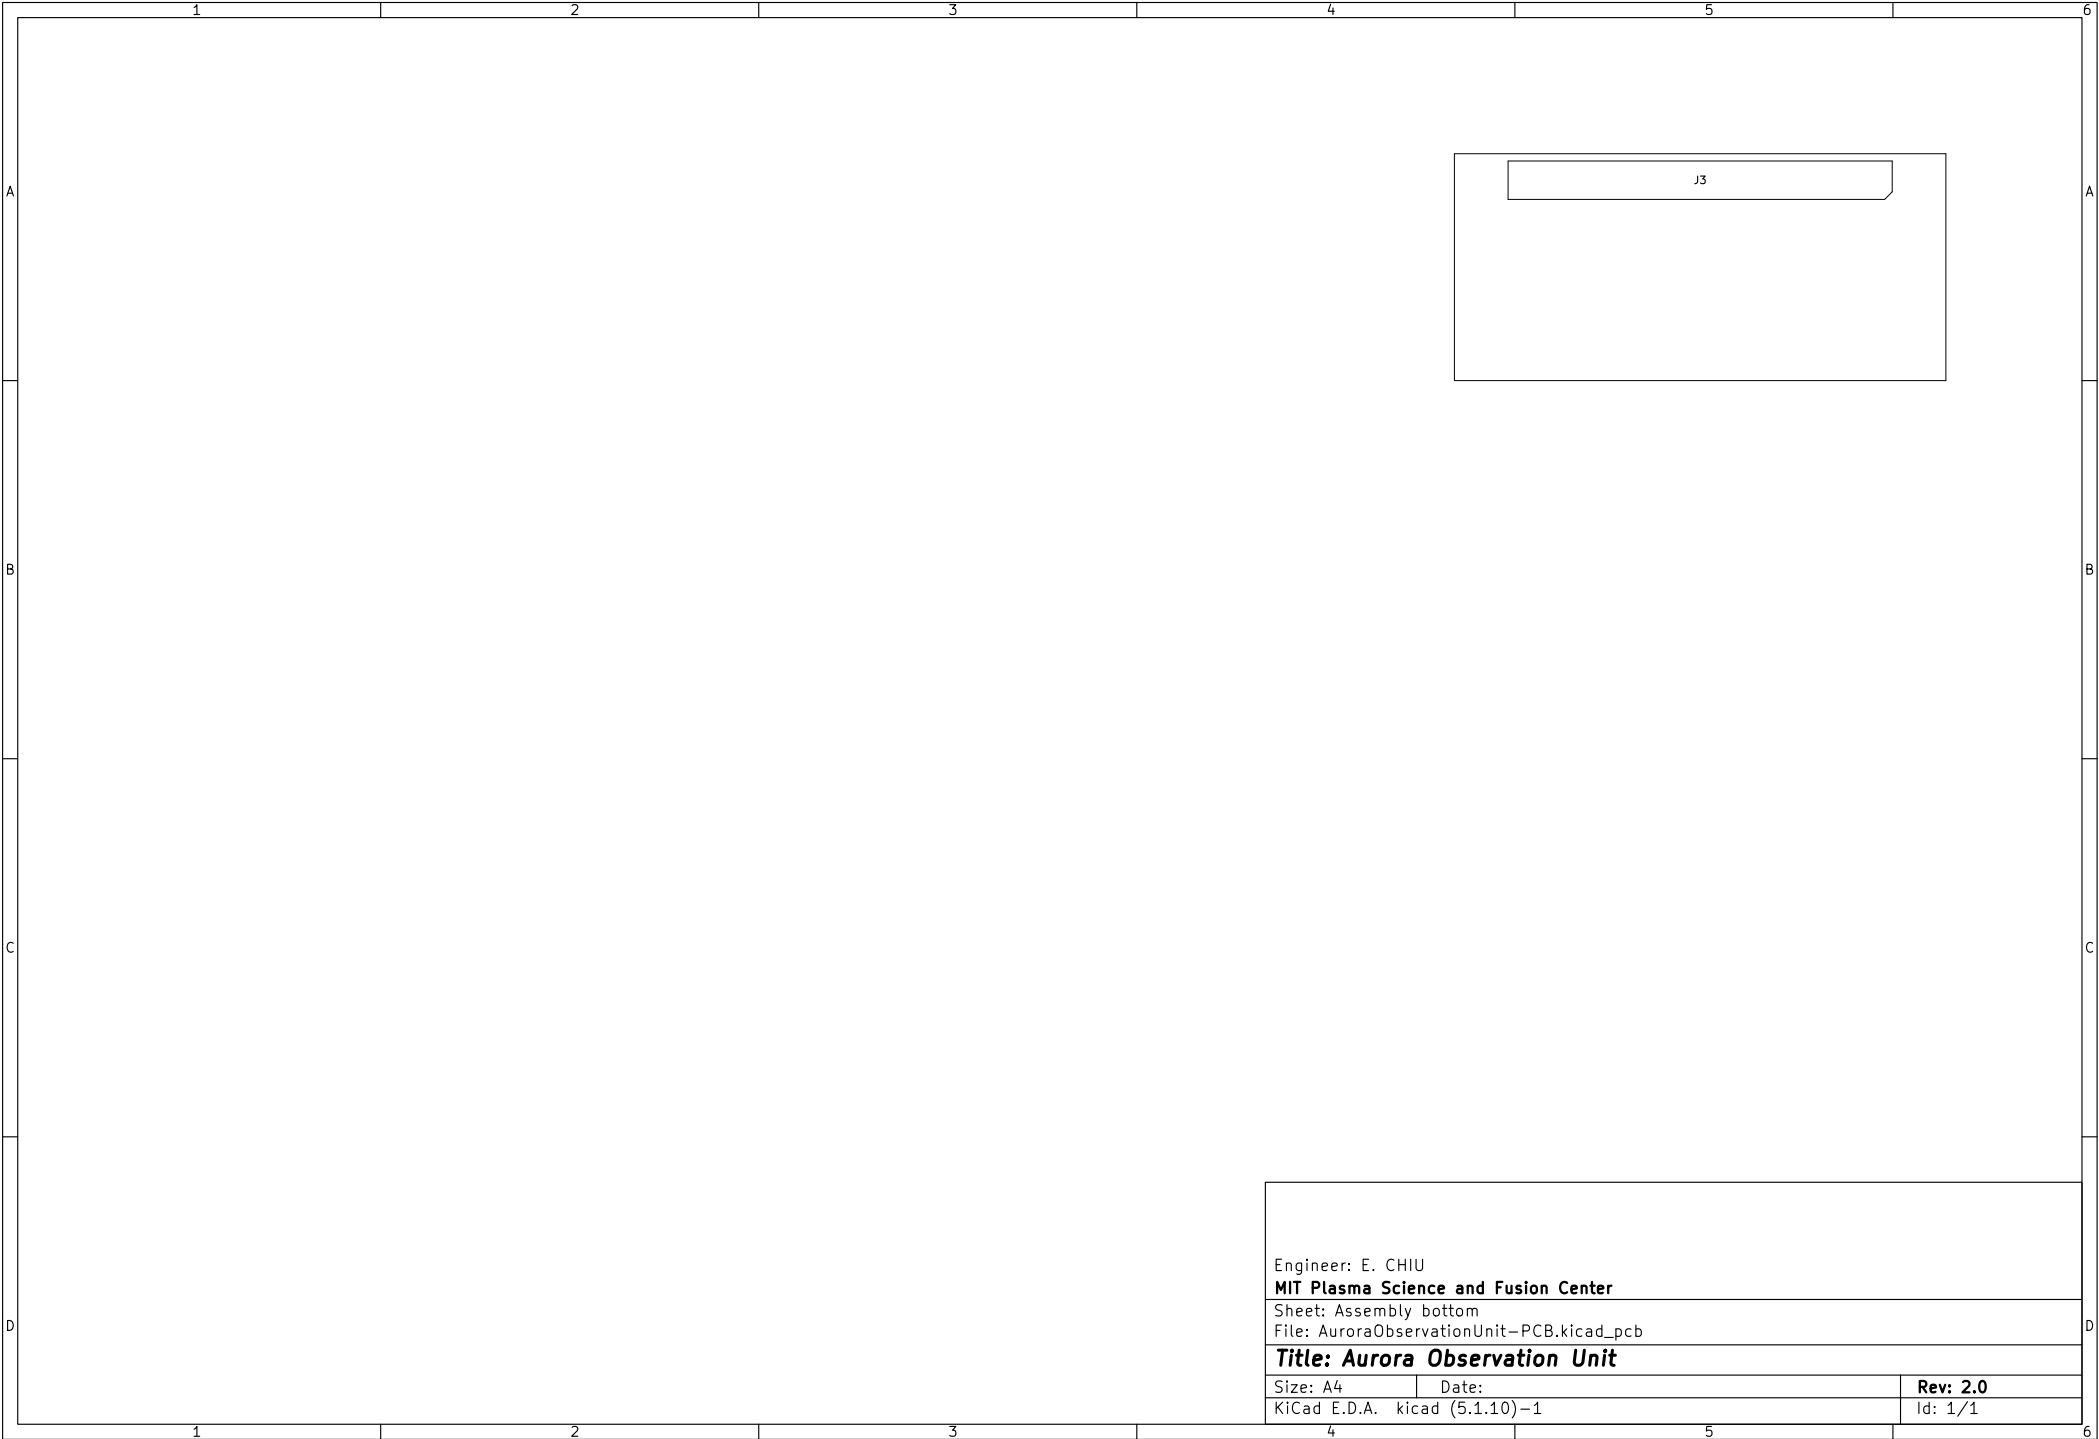 1 2 3 4 5 6
A A
J3
B B
C C
Engineer: E. CHIU
MIT Plasma Science and Fusion Center
Sheet: Assembly bottom
D D
File: AuroraObservationUnit-PCB.kicad_pcb
Title: Aurora Observation Unit
Size: A4 Date: Rev: 2.0
KiCad E.D.A. kicad (5.1.10)-1 Id: 1/1
1 2 3 4 5 6